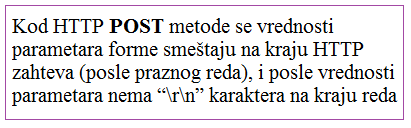 Kod HTTP POST metode se vrednosti
parametara forme smeštaju na kraju HTTP
zahteva (posle praznog reda), i posle vrednosti
parametara nema “\r\n” karaktera na kraju reda